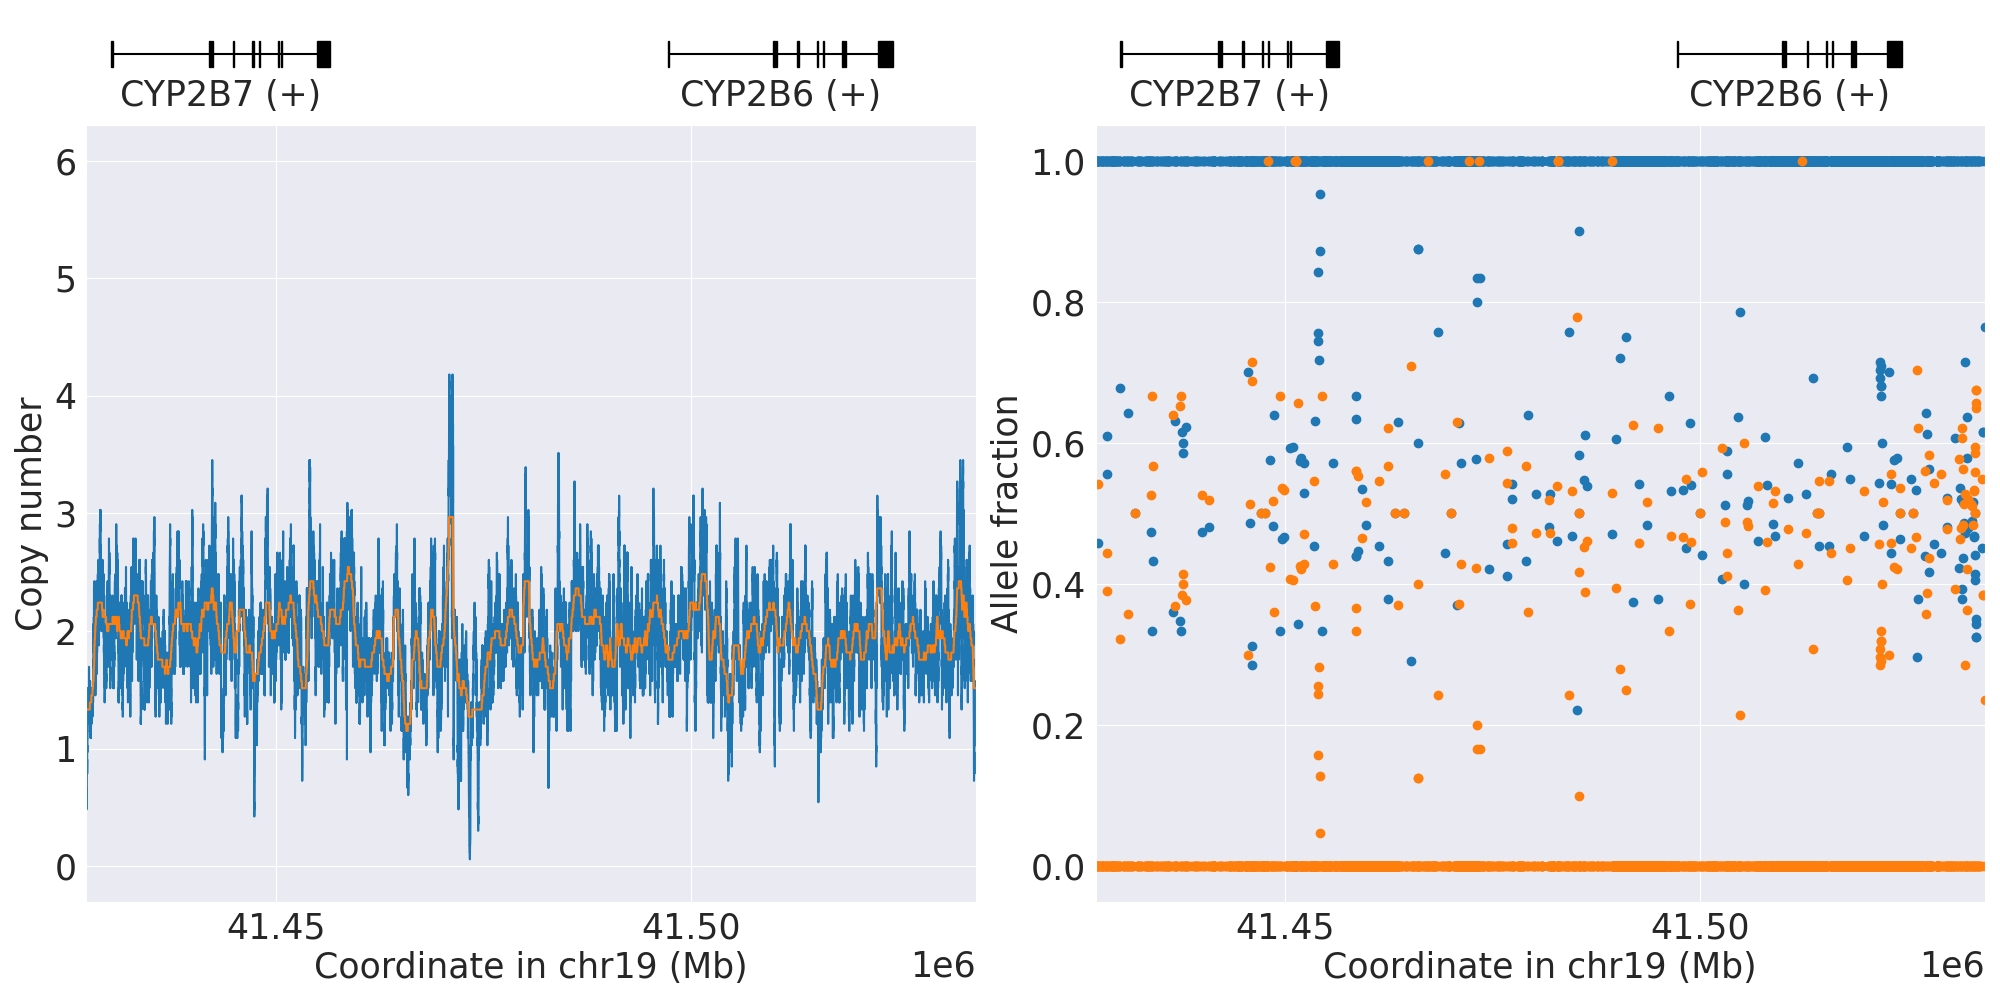 CYP2B7 (+)
CYP2B6 (+)
6
5
4
3
2
1
0
Copy number
41.45
41.50
Coordinate in chr19 (Mb)
1e6
CYP2B7 (+)
CYP2B6 (+)
1.0
0.8
0.6
0.4
0.2
0.0
Allele fraction
41.45
41.50
Coordinate in chr19 (Mb)
1e6